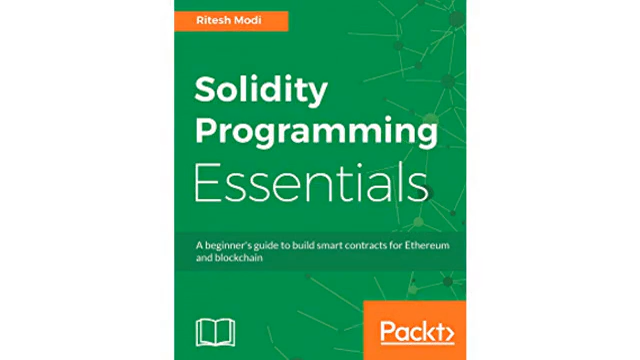 Ritesh Modi
Solidity
Programming
Essentials
A beginner's guide to build smart contracts for Ethereum
and blockchain
Packt>